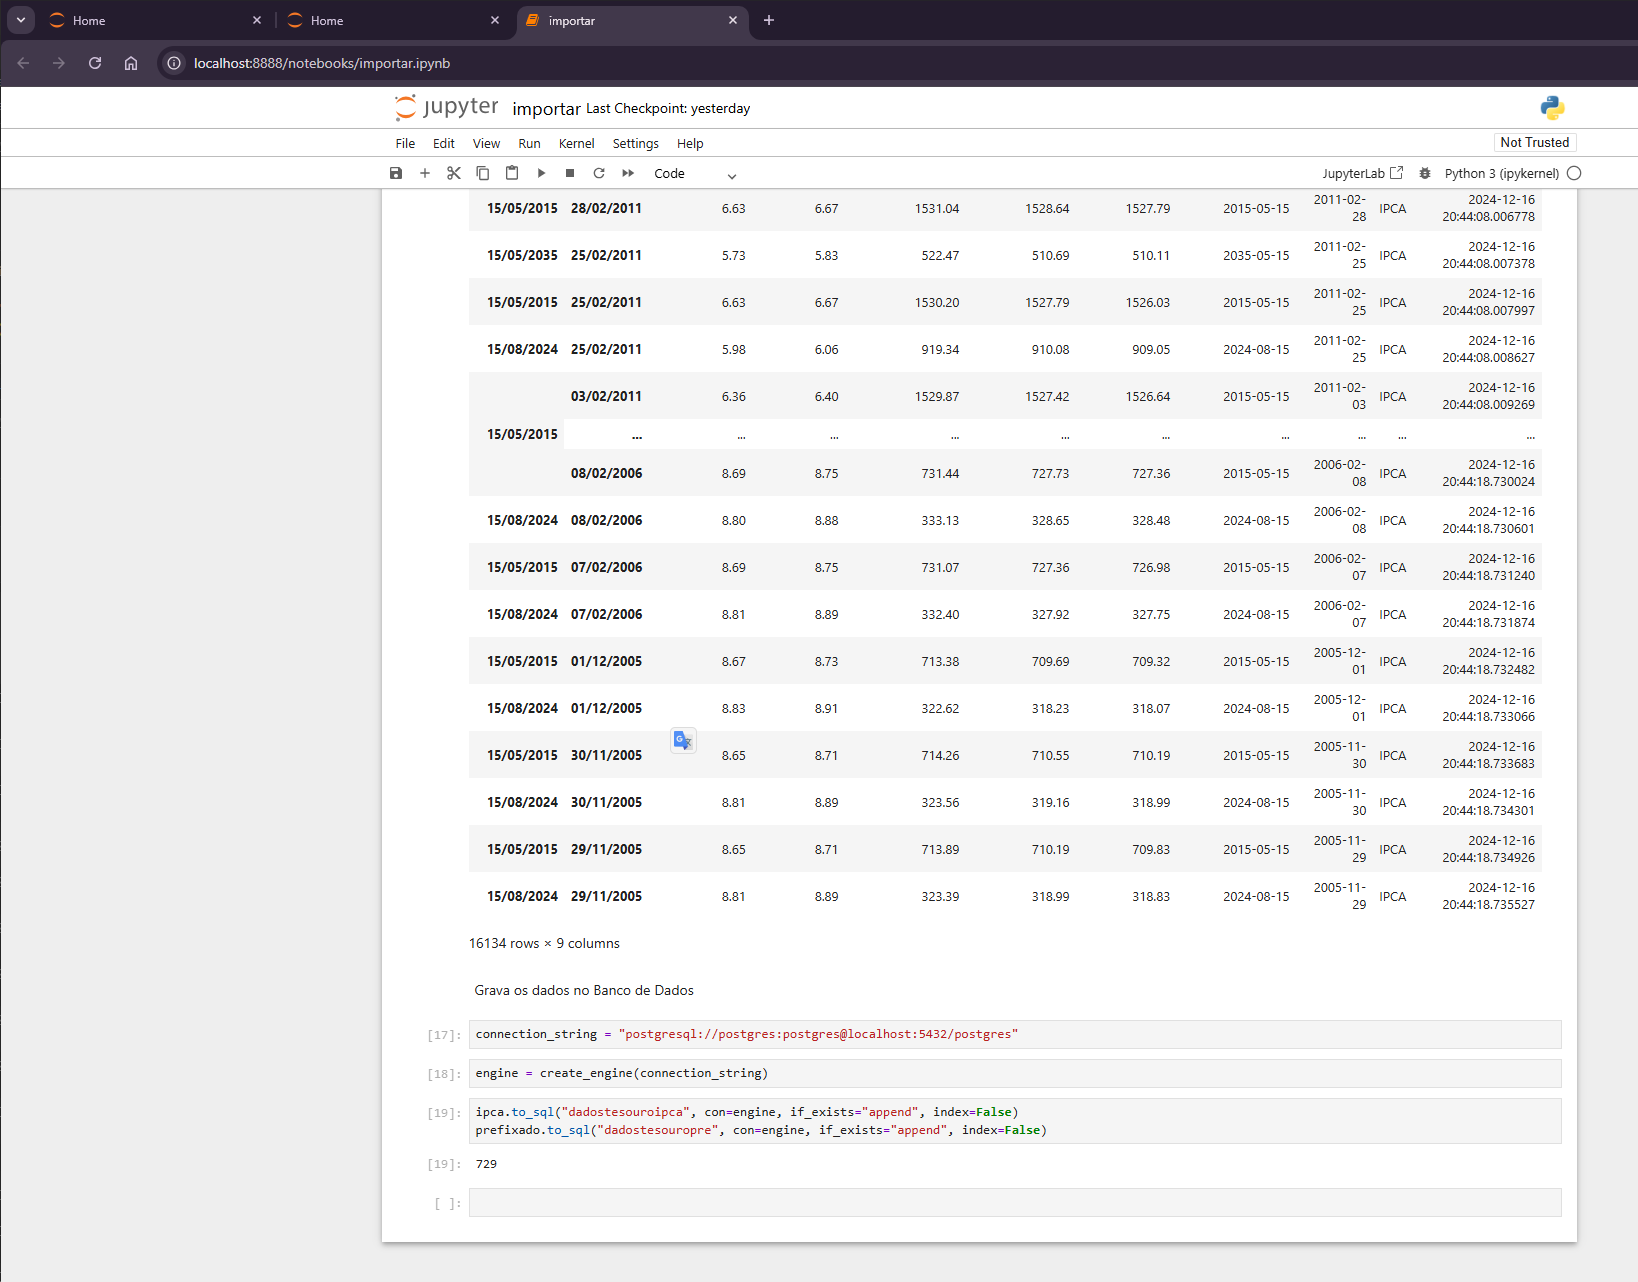 Home
Home
importar
localhost:8888/notebooks/importar.ipynb
jupyter importar Last Checkpoint: yesterday
File Edit View Run Kernel Settings Help
Not Trusted
Code
JupyterLab
Python 3 (ipykernel)
15/05/2015 28/02/2011 6.63 6.67 1531.04 1528.64 1527.79 2015-05-15 2011-02-28 IPCA 2024-12-16 20:44:08.006778
15/05/2035 25/02/2011 5.73 5.83 522.47 510.69 510.11 2035-05-15 2011-02-25 IPCA 2024-12-16 20:44:08.007378
15/05/2015 25/02/2011 6.63 6.67 1530.20 1527.79 1526.03 2015-05-15 2011-02-25 IPCA 2024-12-16 20:44:08.007997
15/08/2024 25/02/2011 5.98 6.06 919.34 910.08 909.05 2024-08-15 2011-02-25 IPCA 2024-12-16 20:44:08.008627
03/02/2011 6.36 6.40 1529.87 1527.42 1526.64 2015-05-15 2011-02-03 IPCA 2024-12-16 20:44:08.009269
15/05/2015 ... ... ... ... ... ... ... ... ... ...
08/02/2006 8.69 8.75 731.44 727.73 727.36 2015-05-15 2006-02-08 IPCA 2024-12-16 20:44:18.730024
15/08/2024 08/02/2006 8.80 8.88 333.13 328.65 328.48 2024-08-15 2006-02-08 IPCA 2024-12-16 20:44:18.730601
15/05/2015 07/02/2006 8.69 8.75 731.07 727.36 726.98 2015-05-15 2006-02-07 IPCA 2024-12-16 20:44:18.731240
15/08/2024 07/02/2006 8.81 8.89 332.40 327.92 327.75 2024-08-15 2006-02-07 IPCA 2024-12-16 20:44:18.731874
15/05/2015 01/12/2005 8.67 8.73 713.38 709.69 709.32 2015-05-15 2005-12-01 IPCA 2024-12-16 20:44:18.732482
15/08/2024 01/12/2005 8.83 8.91 322.62 318.23 318.07 2024-08-15 2005-12-01 IPCA 2024-12-16 20:44:18.733066
15/05/2015 30/11/2005 8.65 8.71 714.26 710.55 710.19 2015-05-15 2005-11-30 IPCA 2024-12-16 20:44:18.733683
15/08/2024 30/11/2005 8.81 8.89 323.56 319.16 318.99 2024-08-15 2005-11-30 IPCA 2024-12-16 20:44:18.734301
15/05/2015 29/11/2005 8.65 8.71 713.89 710.19 709.83 2015-05-15 2005-11-29 IPCA 2024-12-16 20:44:18.734926
15/08/2024 29/11/2005 8.81 8.89 323.39 318.99 318.83 2024-08-15 2005-11-29 IPCA 2024-12-16 20:44:18.735527
16134 rows × 9 columns
Grava os dados no Banco de Dados
[17]: connection_string = "postgresql://postgres:postgres@localhost:5432/postgres"
[18]: engine = create_engine(connection_string)
[19]: ipca.to_sql("dadostesouroipca", con=engine, if_exists="append", index=False)
prefixado.to_sql("dadostesouropre", con=engine, if_exists="append", index=False)
[19]: 729
[ ]: